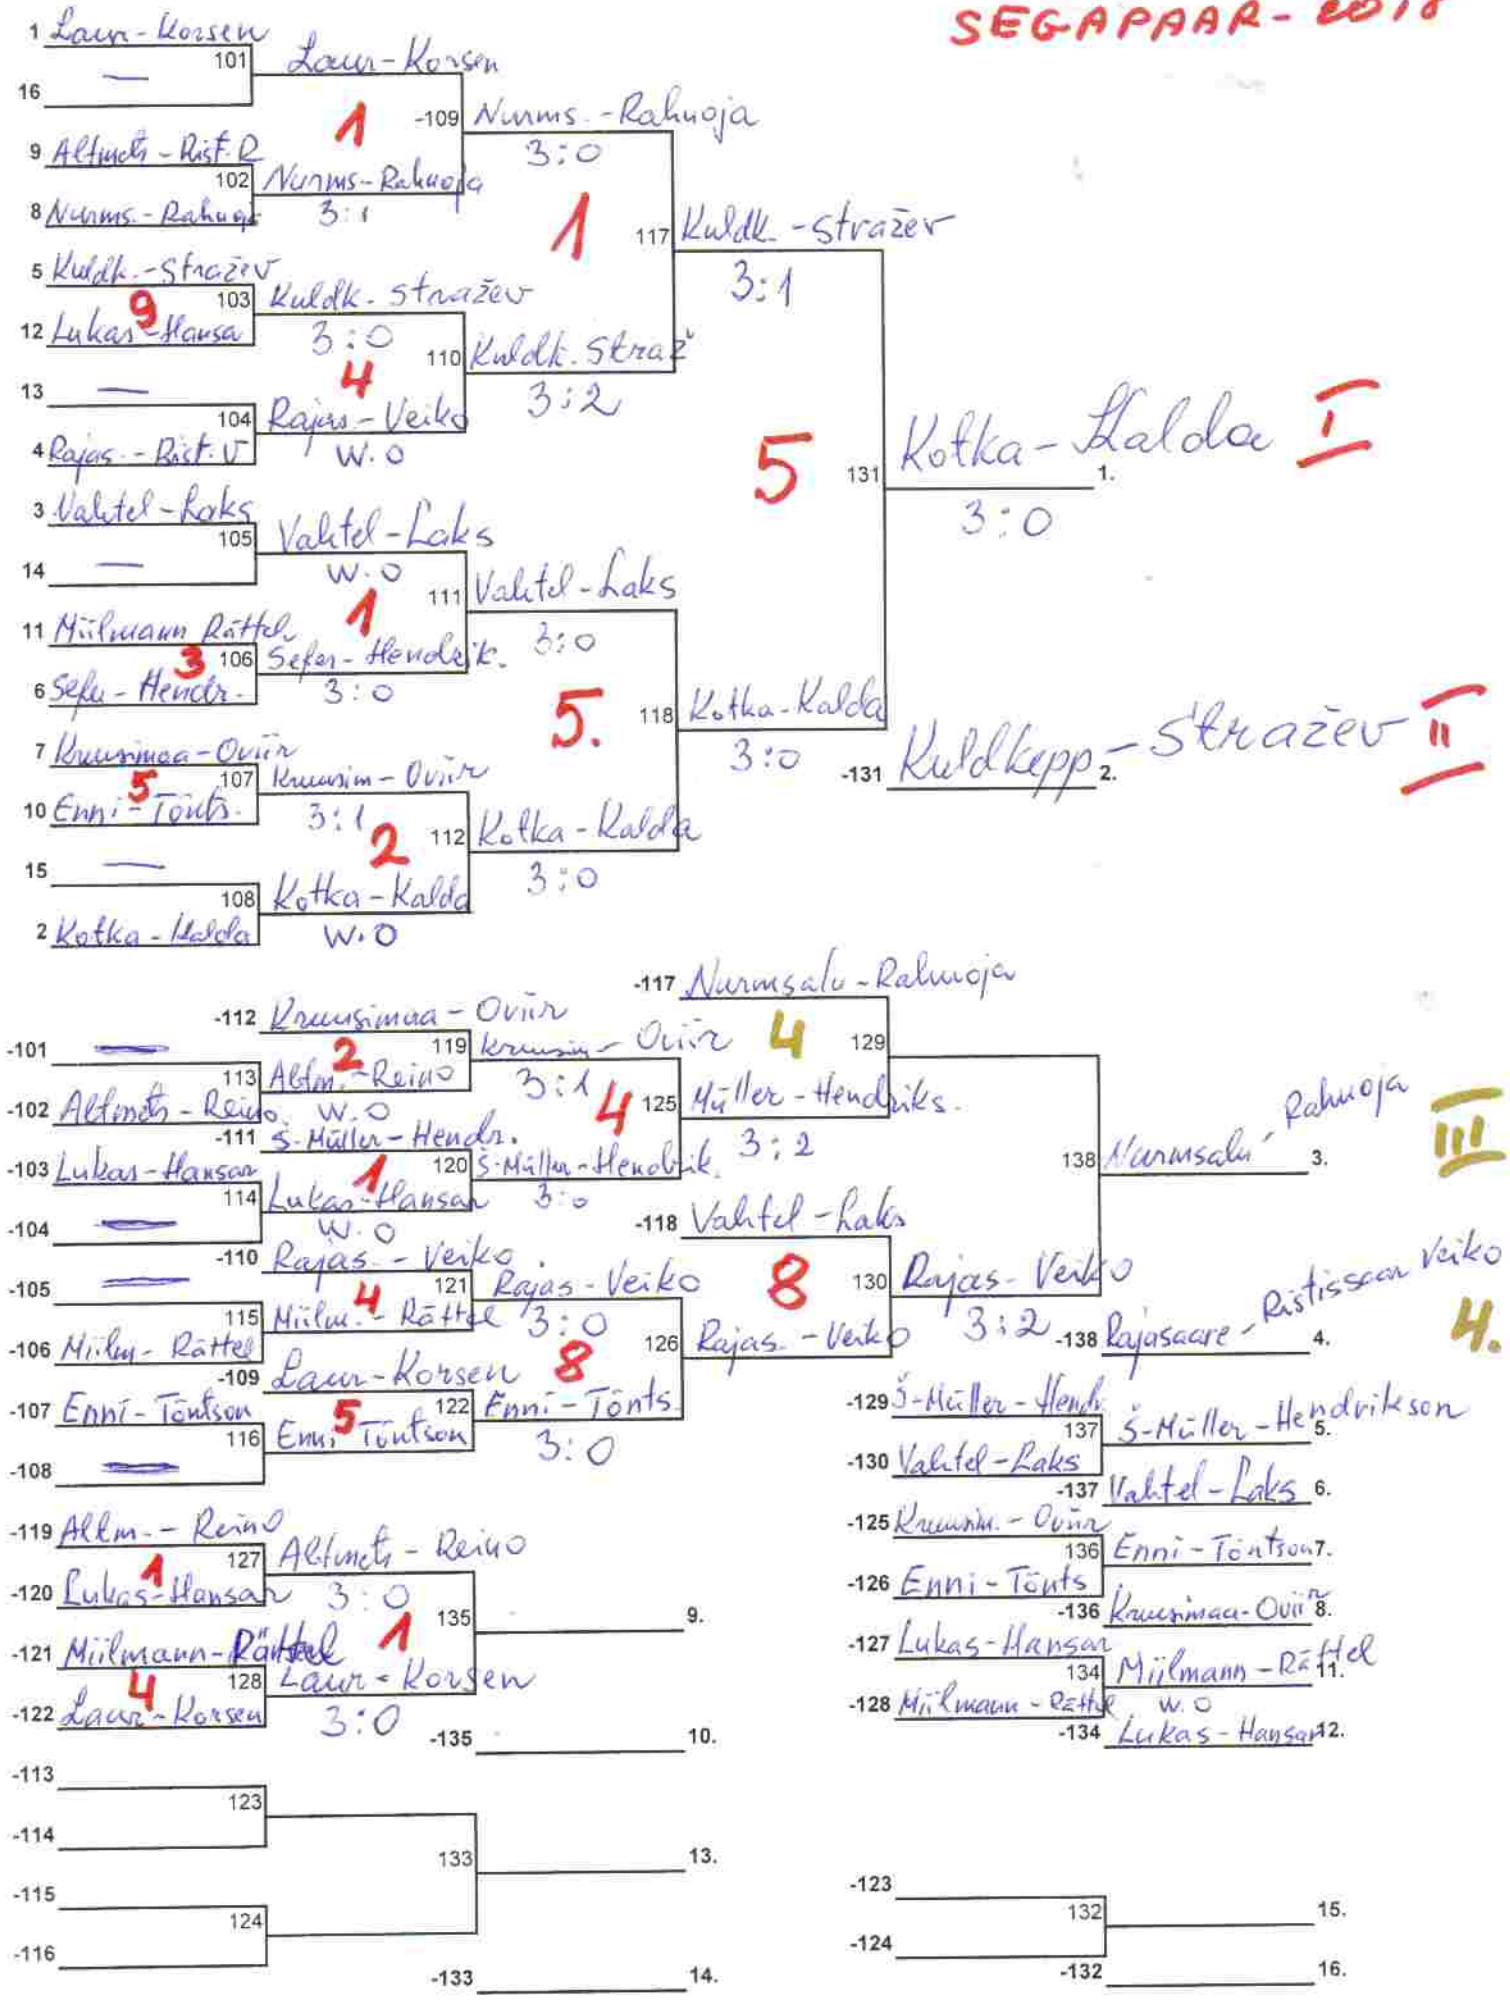 SEGAPAAR - 2018
1 Laur-Korsen
101 Laur-Korsen
16 —
1
-109 Nurms.-Rahuoja
3:0
9 Altmets - Rist. R
102 Nurms-Rahuoja
3:1
8 Nurms.-Rahuoj
1
117 Kuldk.-Stražev
3:1
5 Kuldk.-Stražev
9
103 Kuldk. Stražev
3:0
12 Lukas-Hansa
4
110 Kuldk. Straž
3:2
13 —
104 Rajas-Veiko
W.O
4 Rajas.-Rist. V
5
131 Kotka-Kalda I
1.
3:0
3 Vahtel-Laks
105 Vahtel-Laks
W.O
14 —
1
111 Vahtel-Laks
3:0
11 Miilmann Rättel
3
106 Sefer-Hendrik.
3:0
6 Sefer-Hendr.
5.
118 Kotka-Kalda
3:0
-131 Kuldkepp-Stražev II
2.
7 Kruusimaa-Oviir
5
107 Kruusim-Oviir
3:1
10 Enni-Tõnts.
2
112 Kotka-Kalda
3:0
15 —
108 Kotka-Kalda
W.O
2 Kotka-Kalda
-117 Nurmsalu-Rahuoja
-112 Kruusimaa-Oviir
-101 —
2
119 Kruusim-Oviir
3:1
4
129
113 Altm.-Reino
W.O
-102 Altmets-Reino
4
125 Müller-Hendriks.
3:2
-111 Š-Müller-Hendr.
-103 Lukas-Hansar
1
120 Š-Müller-Hendrik.
3:0
114 Lukas-Hansar
W.O
-104 —
138 Nurmsalu-Rahuoja III
3.
-118 Vahtel-Laks
-110 Rajas.-Veiko
-105 —
4
121 Rajas-Veiko
3:0
8
130 Rajas-Veiko
3:2
115 Miilm.-Rättel
-106 Miilm-Rättel
8
126 Rajas.-Veiko
-138 Rajasaare-Ristissaar Veiko 4.
4.
-109 Laur-Korsen
-107 Enni-Tõntson
5
122 Enni-Tõnts
3:0
116 Enni Tõntson
-108 —
-129 Š-Müller-Hendr
137 Š-Müller-Hendrikson
5.
-130 Vahtel-Laks
-137 Vahtel-Laks 6.
-119 Altm.-Reino
1
127 Altmets-Reino
3:0
-120 Lukas-Hansar
1
135
9.
-121 Miilmann-Rättel
4
128 Laur-Korsen
3:0
-122 Laur-Korsen
-135
10.
-125 Kruusim.-Oviir
136 Enni-Tõntson 7.
-126 Enni-Tõnts
-136 Kruusimaa-Oviir 8.
-127 Lukas-Hansar
134 Miilmann-Rättel
11.
W.O
-128 Miilmann-Rättel
-134 Lukas-Hansar 12.
-113
123
-114
133
13.
-115
124
-116
-133
14.
-123
132
15.
-124
-132
16.